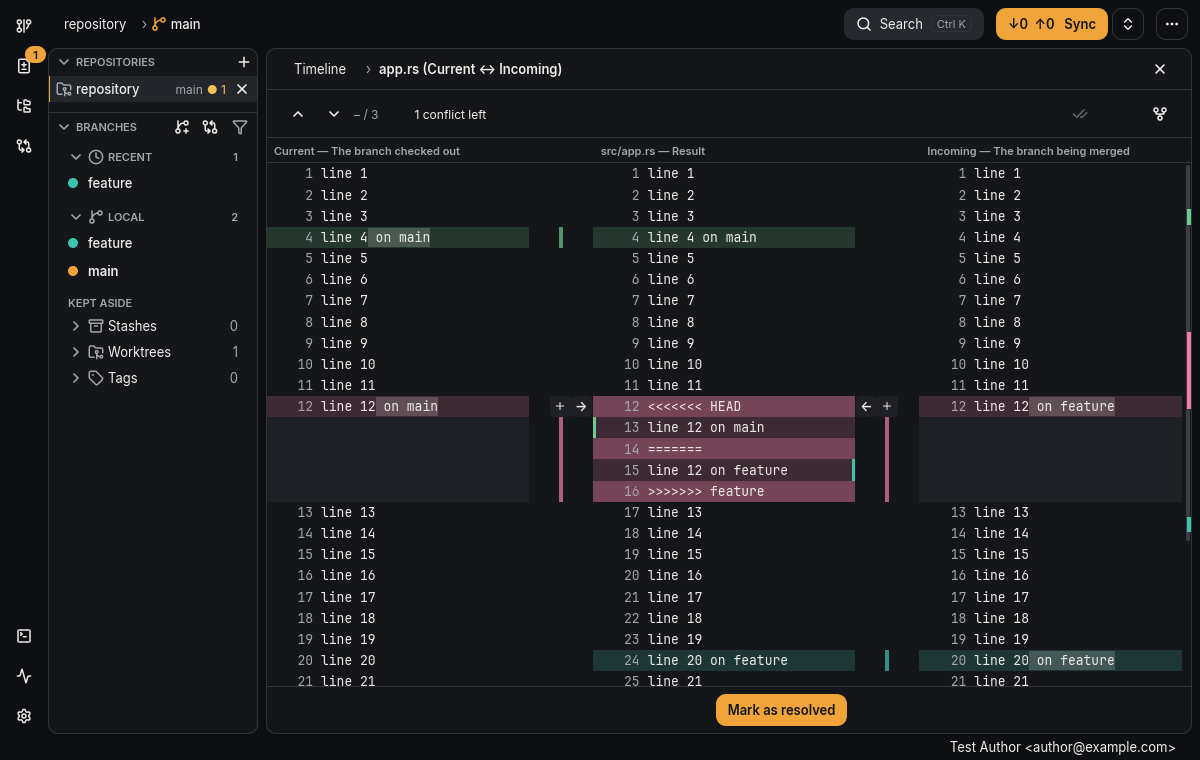 repository › main
Search Ctrl K
↓0 ↑0 Sync
1
REPOSITORIES
repository main 1
BRANCHES
RECENT 1
feature
LOCAL 2
feature
main
KEPT ASIDE
Stashes 0
Worktrees 1
Tags 0
Timeline › app.rs (Current ↔ Incoming)
– / 3 1 conflict left
Current — The branch checked out
1 line 1
2 line 2
3 line 3
4 line 4 on main
5 line 5
6 line 6
7 line 7
8 line 8
9 line 9
10 line 10
11 line 11
12 line 12 on main
13 line 13
14 line 14
15 line 15
16 line 16
17 line 17
18 line 18
19 line 19
20 line 20
21 line 21
src/app.rs — Result
1 line 1
2 line 2
3 line 3
4 line 4 on main
5 line 5
6 line 6
7 line 7
8 line 8
9 line 9
10 line 10
11 line 11
12 <<<<<<< HEAD
13 line 12 on main
14 =======
15 line 12 on feature
16 >>>>>>> feature
17 line 13
18 line 14
19 line 15
20 line 16
21 line 17
22 line 18
23 line 19
24 line 20 on feature
25 line 21
Incoming — The branch being merged
1 line 1
2 line 2
3 line 3
4 line 4
5 line 5
6 line 6
7 line 7
8 line 8
9 line 9
10 line 10
11 line 11
12 line 12 on feature
13 line 13
14 line 14
15 line 15
16 line 16
17 line 17
18 line 18
19 line 19
20 line 20 on feature
21 line 21
Mark as resolved
Test Author <author@example.com>